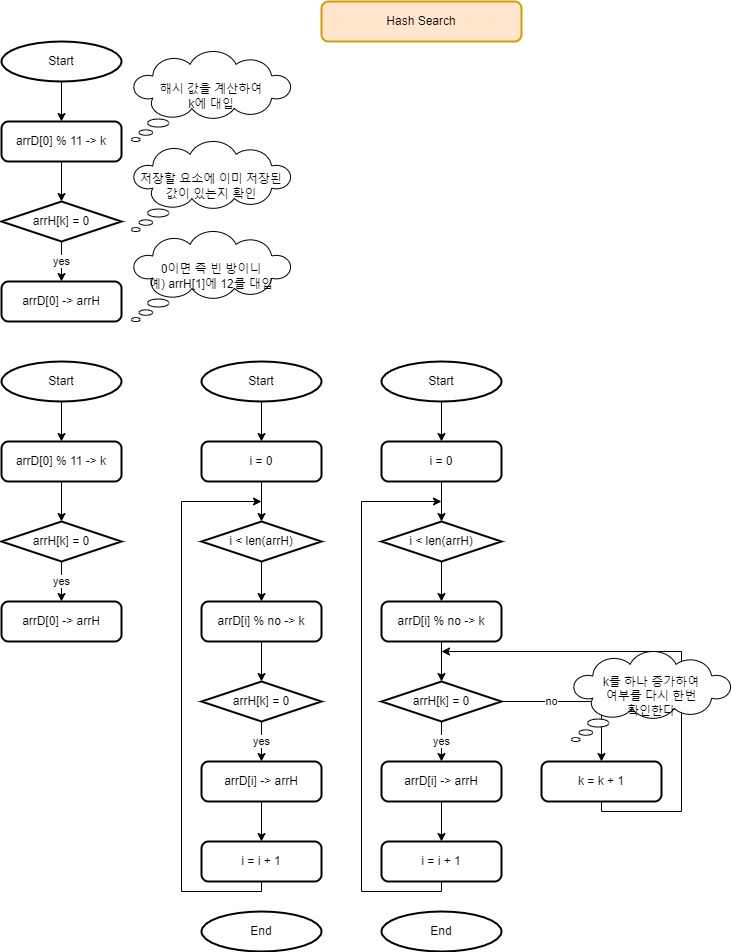 Hash Search
Start
해시 값을 계산하여
k에 대입
arrD[0] % 11 -> k
저장할 요소에 이미 저장된
값이 있는지 확인
arrH[k] = 0
yes
0이면 즉 빈 방이니
예) arrH[1]에 12를 대입
arrD[0] -> arrH
Start
arrD[0] % 11 -> k
arrH[k] = 0
yes
arrD[0] -> arrH
Start
i = 0
i < len(arrH)
arrD[i] % no -> k
arrH[k] = 0
yes
arrD[i] -> arrH
i = i + 1
End
Start
i = 0
i < len(arrH)
arrD[i] % no -> k
arrH[k] = 0
no
k를 하나 증가하여
여부를 다시 한번
확인한다
k = k + 1
yes
arrD[i] -> arrH
i = i + 1
End